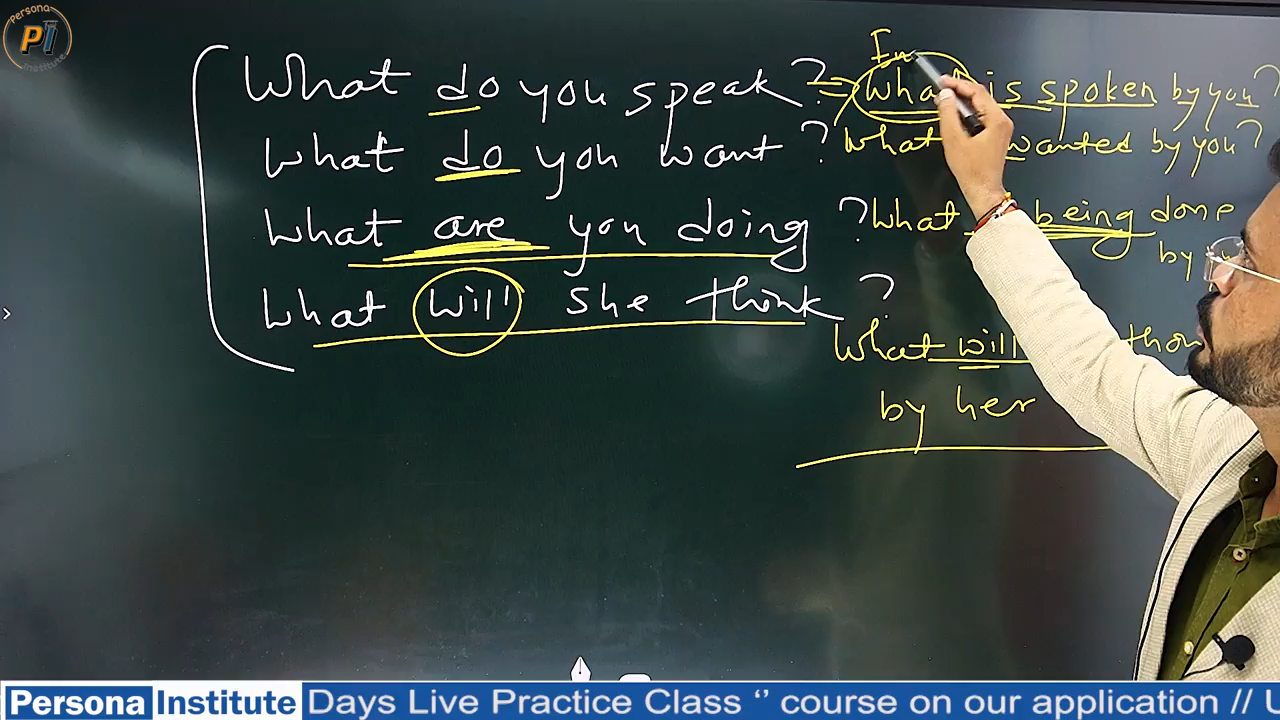 Persona
PI
Institute
What do you speak ? =
What is spoken by you ?
What do you want ?
What wanted by you ?
What are you doing ?
What being done
by
What will she think ?
What will
by her
Persona Institute Days Live Practice Class ‘’ course on our application // U